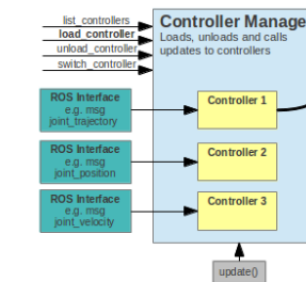 list_controllers
load_controller
unload_controller
switch_controller
Controller Manage
Loads, unloads and calls
updates to controllers
ROS Interface
e.g. msg
joint_trajectory
Controller 1
ROS Interface
e.g. msg
joint_position
Controller 2
ROS Interface
e.g. msg
joint_velocity
Controller 3
update()